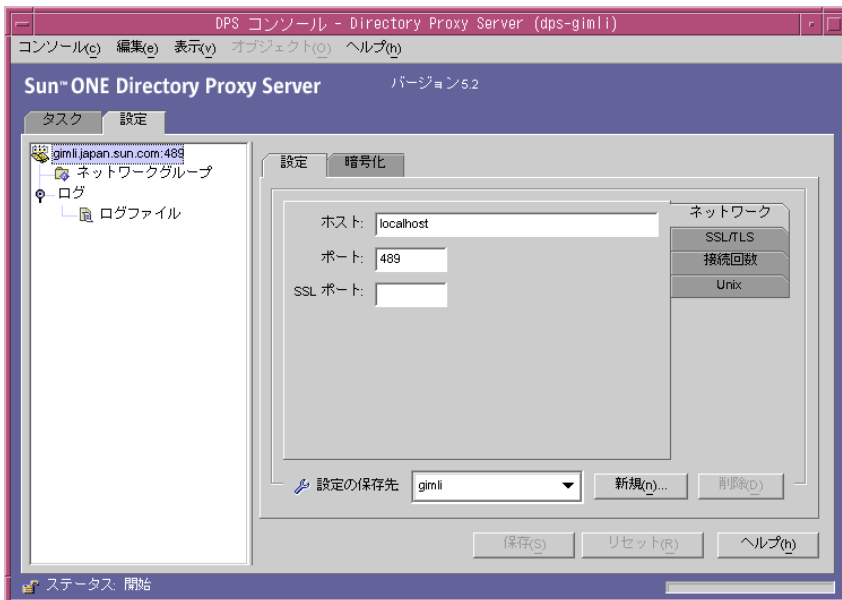 DPS コンソール - Directory Proxy Server (dps-gimli)
コンソール(c) 編集(e) 表示(v) オブジェクト(o) ヘルプ(h)
Sun™ ONE Directory Proxy Server バージョン5.2
タスク 設定
gimli.japan.sun.com:489
ネットワークグループ
ログ
ログファイル
設定 暗号化
ホスト: localhost
ポート: 489
SSL ポート:
ネットワーク
SSL/TLS
接続回数
Unix
設定の保存先 gimli 新規(n)... 削除(D)
保存(S) リセット(R) ヘルプ(h)
ステータス: 開始